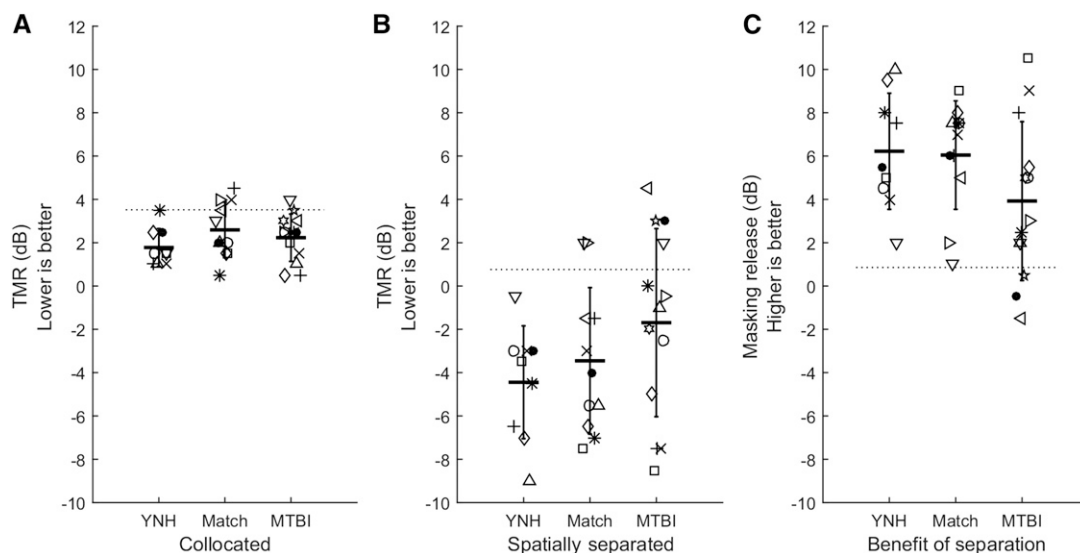 A
TMR (dB)
Lower is better
12
10
8
6
4
2
0
-2
-4
-6
-8
-10
YNH Match MTBI
Collocated
B
TMR (dB)
Lower is better
12
10
8
6
4
2
0
-2
-4
-6
-8
-10
YNH Match MTBI
Spatially separated
C
Masking release (dB)
Higher is better
12
10
8
6
4
2
0
-2
-4
-6
-8
-10
YNH Match MTBI
Benefit of separation